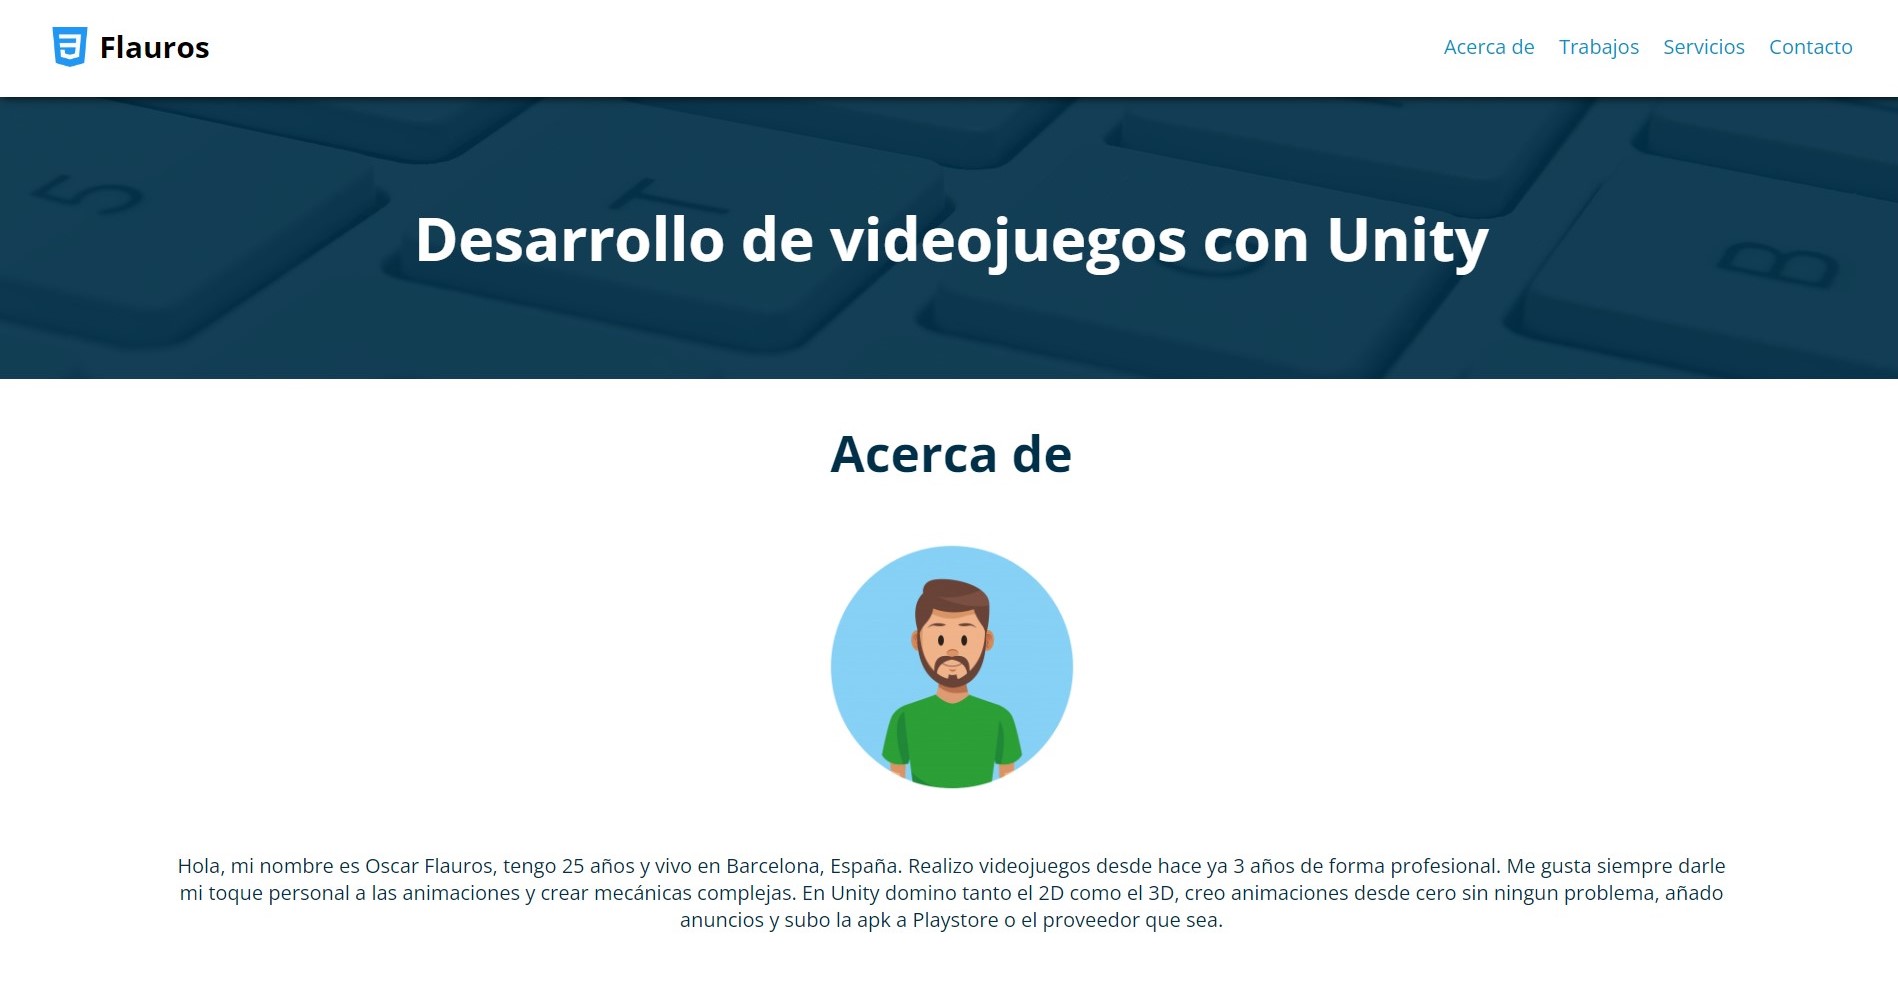 Flauros
Acerca de Trabajos Servicios Contacto
5 T G B
Desarrollo de videojuegos con Unity
Acerca de
Hola, mi nombre es Oscar Flauros, tengo 25 años y vivo en Barcelona, España. Realizo videojuegos desde hace ya 3 años de forma profesional. Me gusta siempre darle
mi toque personal a las animaciones y crear mecánicas complejas. En Unity domino tanto el 2D como el 3D, creo animaciones desde cero sin ningun problema, añado
anuncios y subo la apk a Playstore o el proveedor que sea.